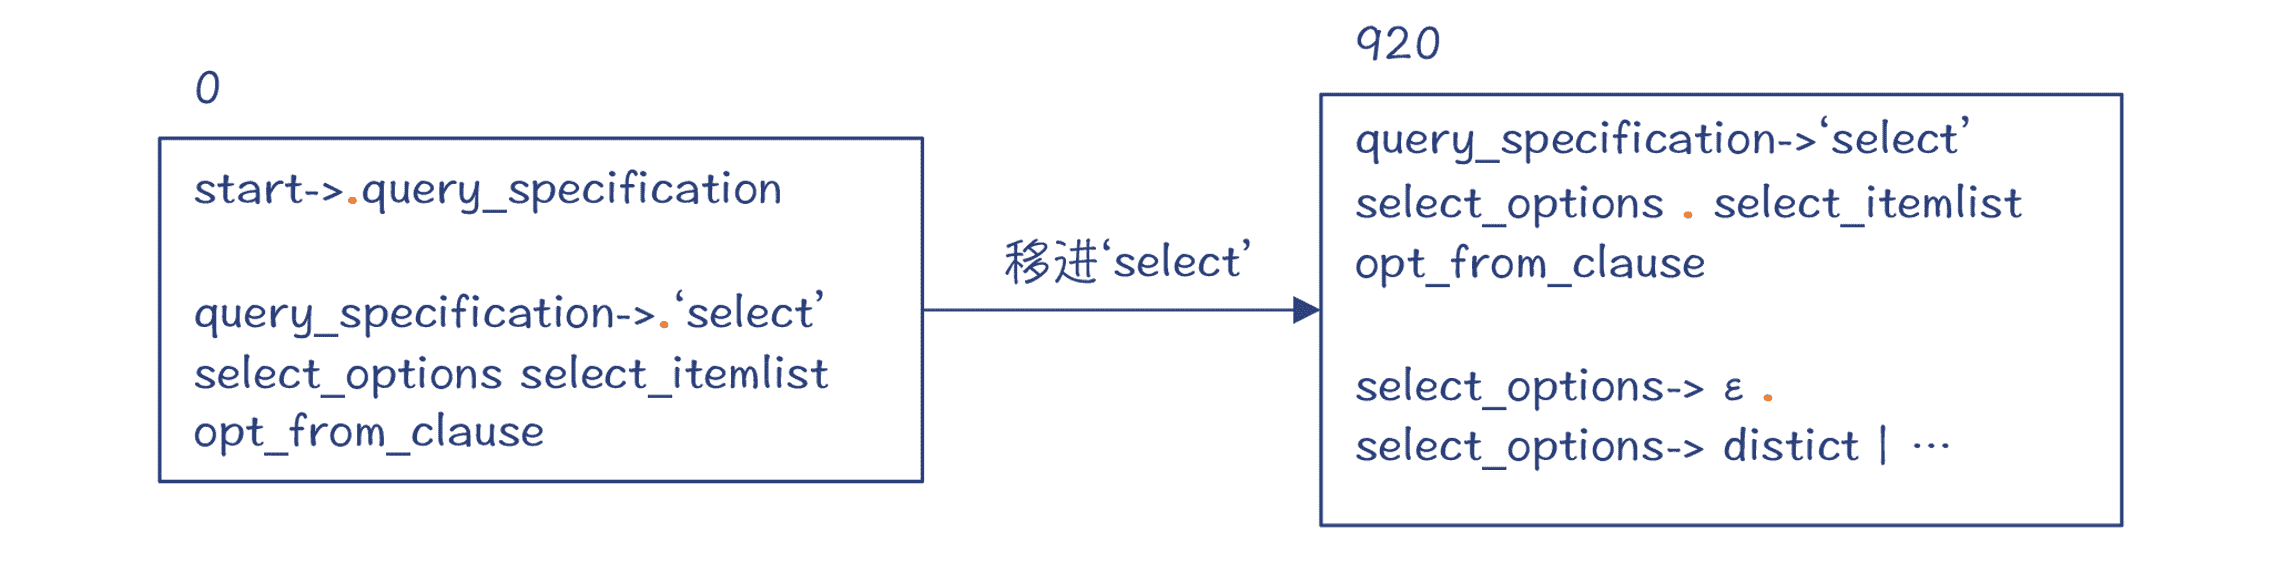 0
start->.query_specification
query_specification->.‘select’
select_options select_itemlist
opt_from_clause
移进‘select’
920
query_specification->‘select’
select_options . select_itemlist
opt_from_clause
select_options-> ε .
select_options-> distict | …